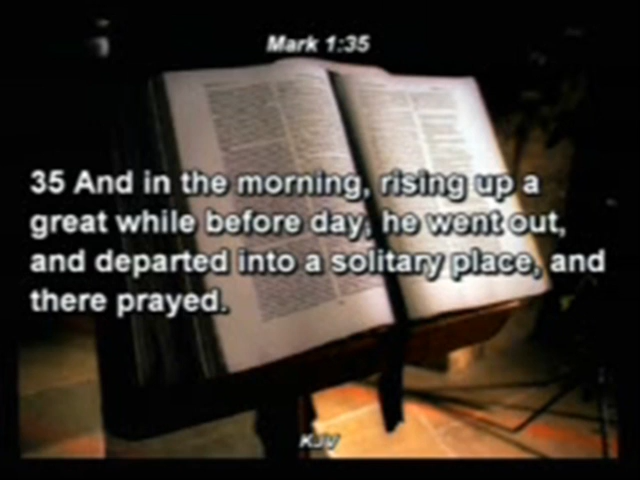 Mark 1:35
35 And in the morning, rising up a
great while before day, he went out,
and departed into a solitary place, and
there prayed.
KJV